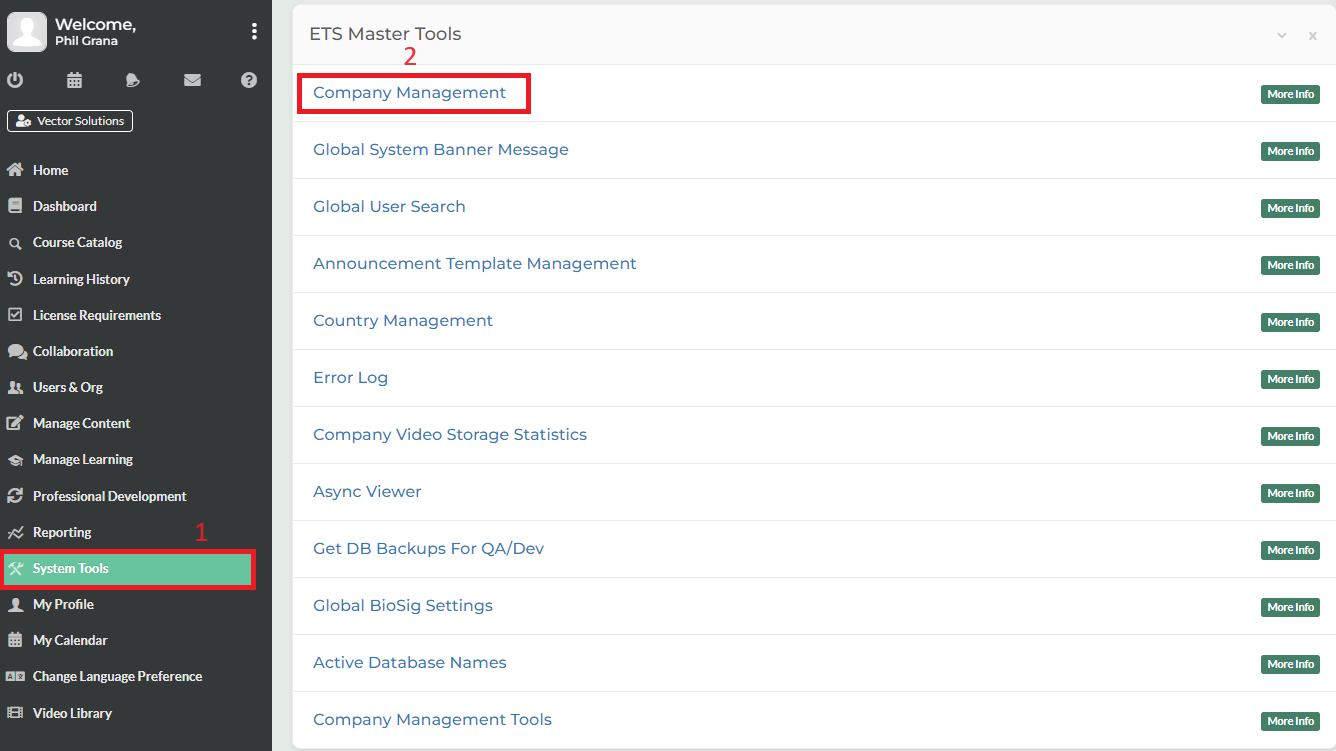 Welcome,
Phil Grana
Vector Solutions
Home
Dashboard
Course Catalog
Learning History
License Requirements
Collaboration
Users & Org
Manage Content
Manage Learning
Professional Development
Reporting
1
System Tools
My Profile
My Calendar
Change Language Preference
Video Library
ETS Master Tools
2
Company Management
More Info
Global System Banner Message
More Info
Global User Search
More Info
Announcement Template Management
More Info
Country Management
More Info
Error Log
More Info
Company Video Storage Statistics
More Info
Async Viewer
More Info
Get DB Backups For QA/Dev
More Info
Global BioSig Settings
More Info
Active Database Names
More Info
Company Management Tools
More Info